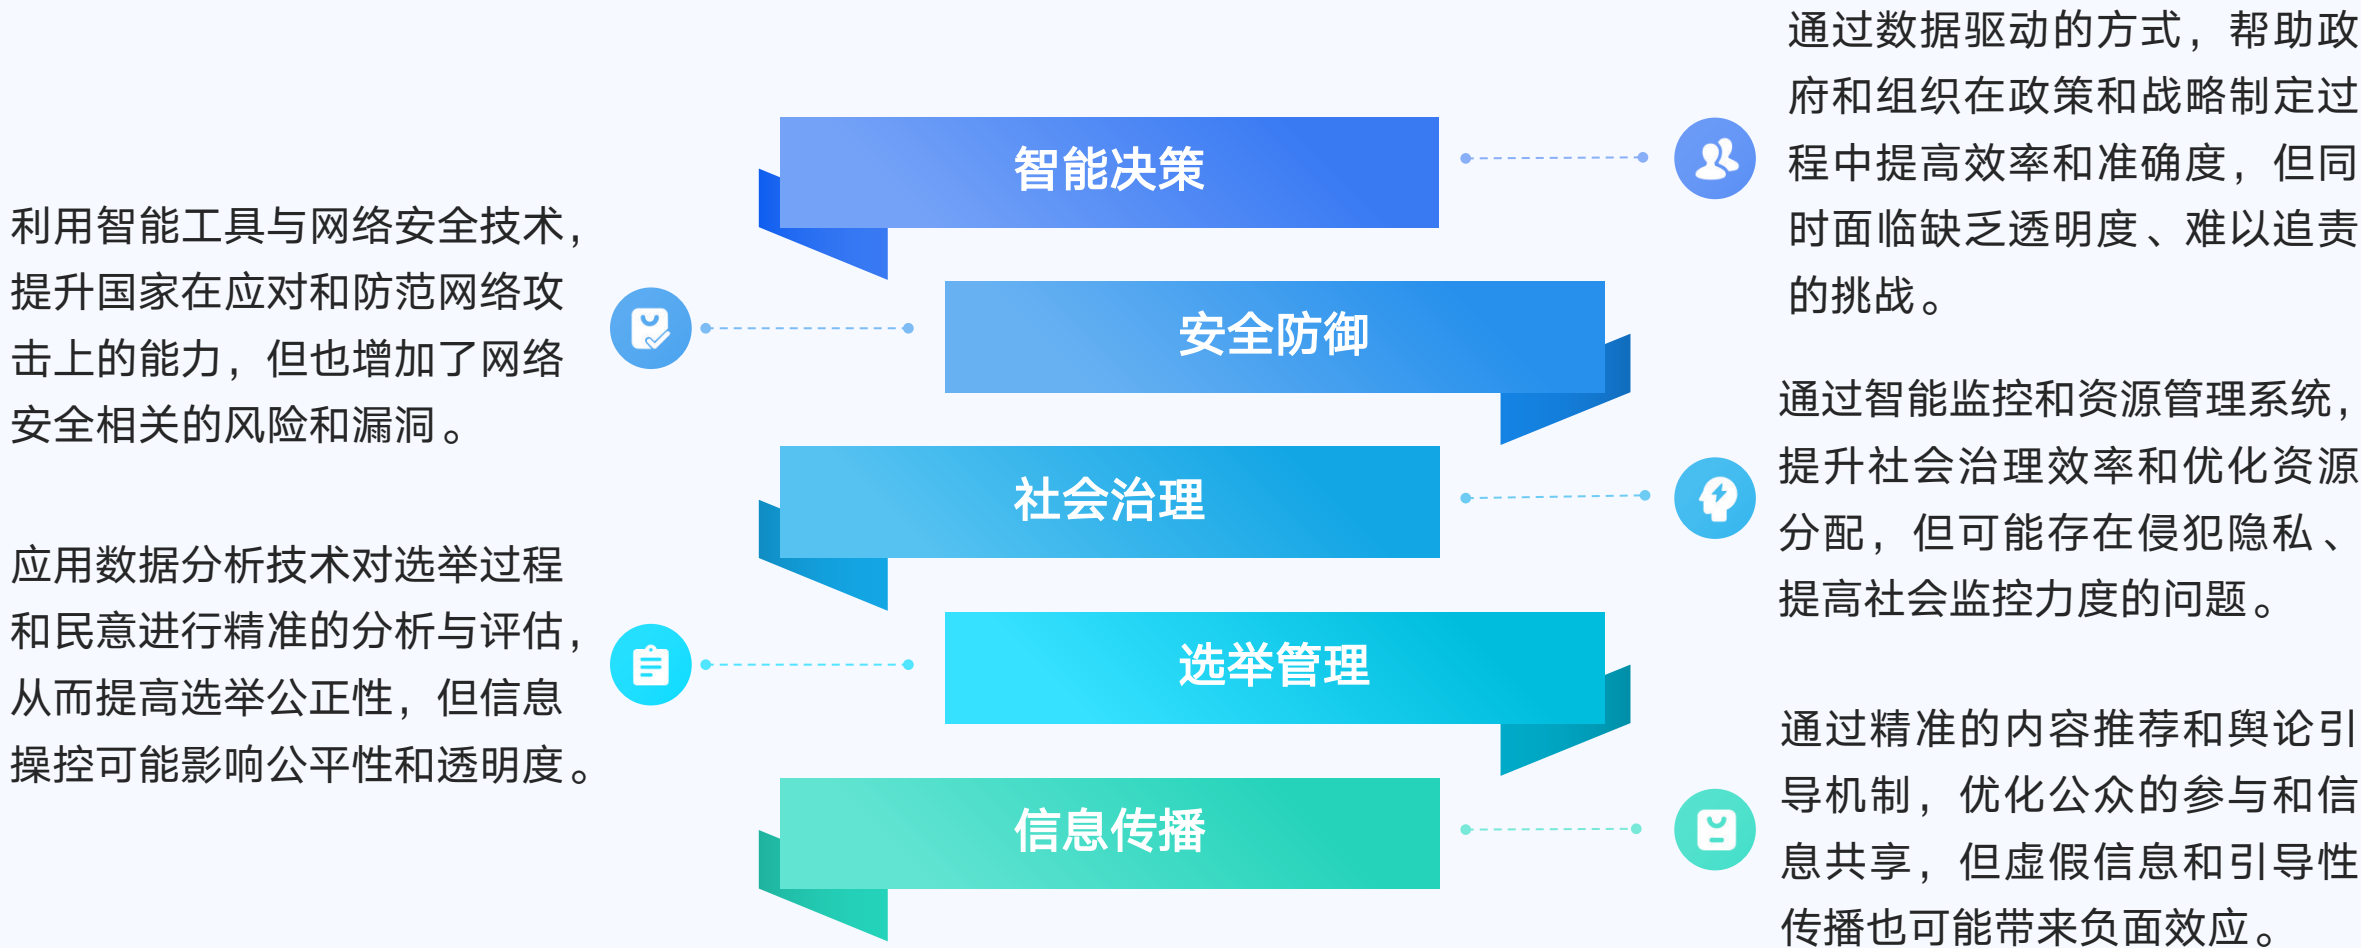 智能决策
通过数据驱动的方式，帮助政
府和组织在政策和战略制定过
程中提高效率和准确度，但同
时面临缺乏透明度、难以追责
的挑战。
安全防御
利用智能工具与网络安全技术，
提升国家在应对和防范网络攻
击上的能力，但也增加了网络
安全相关的风险和漏洞。
社会治理
通过智能监控和资源管理系统，
提升社会治理效率和优化资源
分配，但可能存在侵犯隐私、
提高社会监控力度的问题。
选举管理
应用数据分析技术对选举过程
和民意进行精准的分析与评估，
从而提高选举公正性，但信息
操控可能影响公平性和透明度。
信息传播
通过精准的内容推荐和舆论引
导机制，优化公众的参与和信
息共享，但虚假信息和引导性
传播也可能带来负面效应。